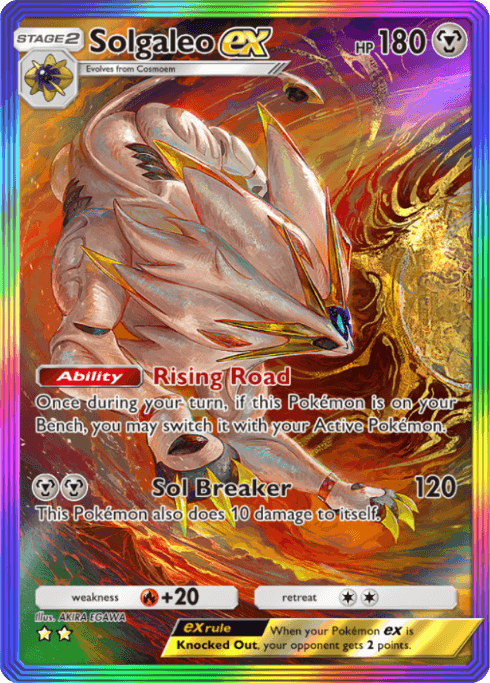 STAGE2 Solgaleo ex HP 180
Evolves from Cosmoem
Ability Rising Road
Once during your turn, if this Pokémon is on your
Bench, you may switch it with your Active Pokémon.
Sol Breaker 120
This Pokémon also does 10 damage to itself.
weakness +20 retreat
Illus. AKIRA EGAWA
ex rule When your Pokémon ex is
Knocked Out, your opponent gets 2 points.